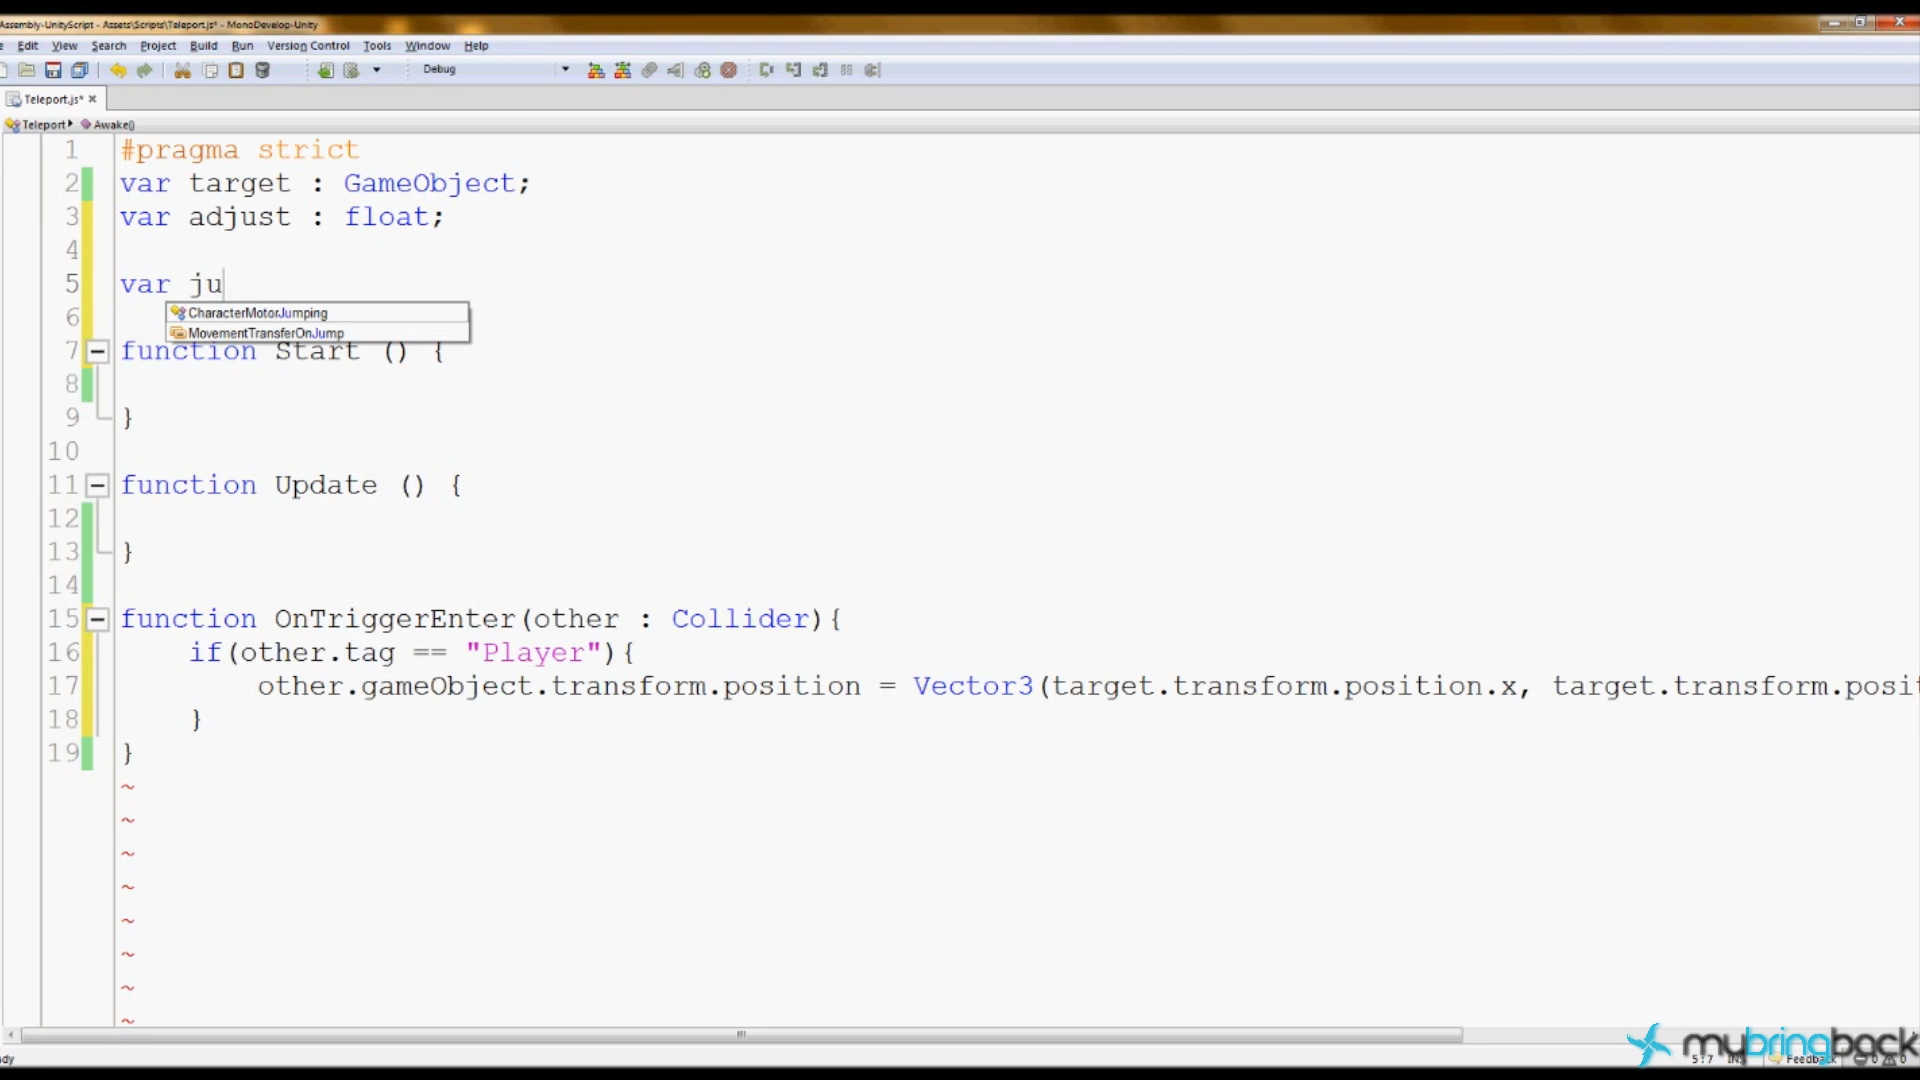 Assembly-UnityScript - Assets\Scripts\Teleport.js* - MonoDevelop-Unity
Edit View Search Project Build Run Version Control Tools Window Help
Debug
Teleport.js*
Teleport Awake()
1 #pragma strict
2 var target : GameObject;
3 var adjust : float;
4
5 var ju
CharacterMotorJumping
6
MovementTransferOnJump
7 function Start () {
8
9 }
10
11 function Update () {
12
13 }
14
15 function OnTriggerEnter(other : Collider){
16 if(other.tag == "Player"){
17 other.gameObject.transform.position = Vector3(target.transform.position.x, target.transform.posit
18 }
19 }
~
~
~
~
~
~
~
~
mybringback
5 : 7